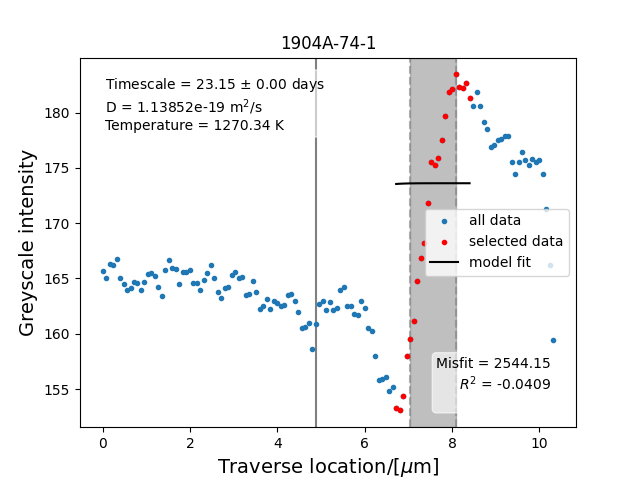 1904A-74-1
Timescale = 23.15 ± 0.00 days
D = 1.13852e-19 m²/s
Temperature = 1270.34 K
Greyscale intensity
180
175
170
165
160
155
all data
selected data
model fit
Misfit = 2544.15
R² = -0.0409
0 2 4 6 8 10
Traverse location/[μm]